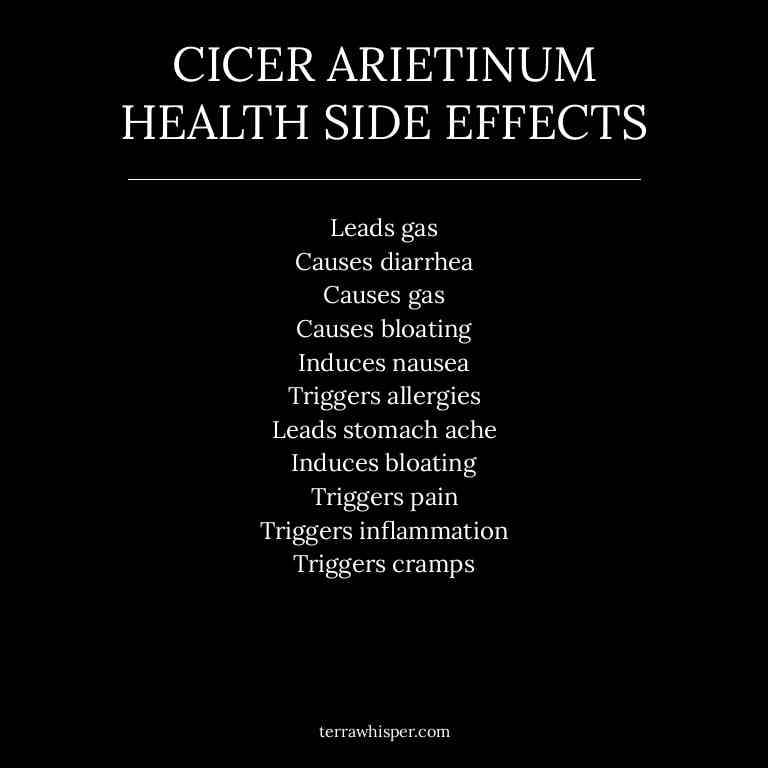 CICER ARIETINUM
HEALTH SIDE EFFECTS
Leads gas
Causes diarrhea
Causes gas
Causes bloating
Induces nausea
Triggers allergies
Leads stomach ache
Induces bloating
Triggers pain
Triggers inflammation
Triggers cramps
terrawhisper.com